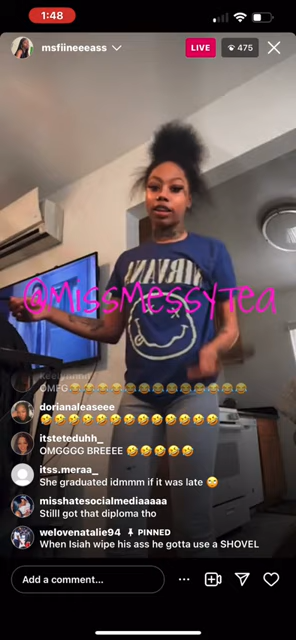 1:48
msfiineeeass
LIVE
475
NIRVANA
@MissMessyTea
OMFG😂😂😂😂😂😂😂😂😂😂😂😂😂
dorianaleaseee
🤣🤣🤣🤣🤣🤣🤣🤣🤣🤣🤣🤣🤣
itsteteduhh_
OMGGGG BREEEE 🤣🤣🤣🤣🤣
itss.meraa_
She graduated idmmm if it was late 🙄
misshatesocialmediaaaaa
Stilll got that diploma tho
welovenatalie94 📌 PINNED
When Isiah wipe his ass he gotta use a SHOVEL
Add a comment...